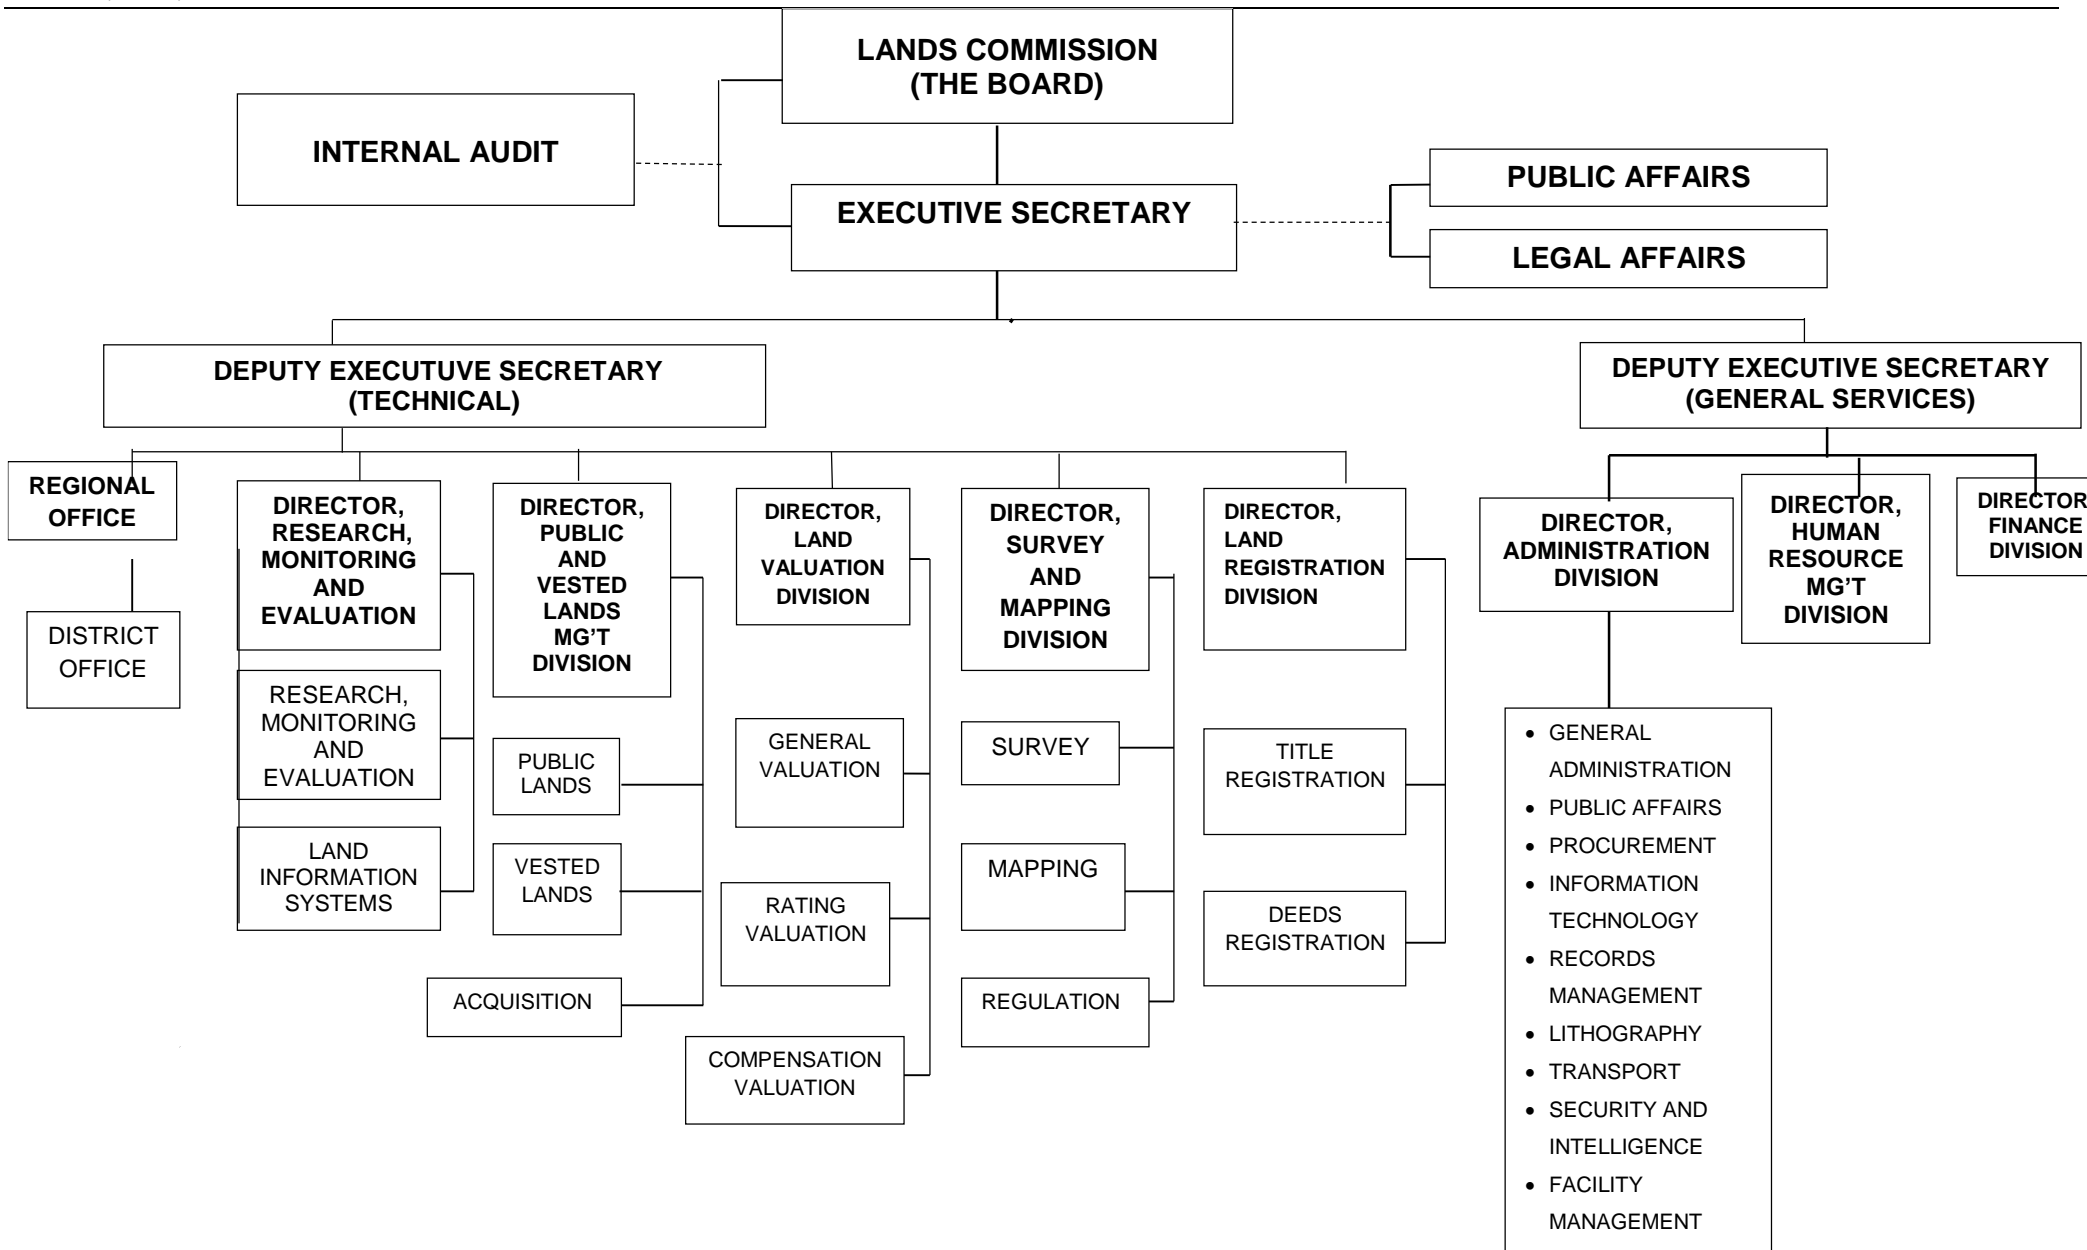 LANDS COMMISSION
(THE BOARD)
INTERNAL AUDIT
EXECUTIVE SECRETARY
PUBLIC AFFAIRS
LEGAL AFFAIRS
DEPUTY EXECUTUVE SECRETARY
(TECHNICAL)
DEPUTY EXECUTIVE SECRETARY
(GENERAL SERVICES)
REGIONAL
OFFICE
DISTRICT
OFFICE
DIRECTOR,
RESEARCH,
MONITORING
AND
EVALUATION
RESEARCH,
MONITORING
AND
EVALUATION
LAND
INFORMATION
SYSTEMS
DIRECTOR,
PUBLIC
AND
VESTED
LANDS
MG’T
DIVISION
PUBLIC
LANDS
VESTED
LANDS
ACQUISITION
DIRECTOR,
LAND
VALUATION
DIVISION
GENERAL
VALUATION
RATING
VALUATION
COMPENSATION
VALUATION
DIRECTOR,
SURVEY
AND
MAPPING
DIVISION
SURVEY
MAPPING
REGULATION
DIRECTOR,
LAND
REGISTRATION
DIVISION
TITLE
REGISTRATION
DEEDS
REGISTRATION
DIRECTOR,
ADMINISTRATION
DIVISION
• GENERAL
ADMINISTRATION
• PUBLIC AFFAIRS
• PROCUREMENT
• INFORMATION
TECHNOLOGY
• RECORDS
MANAGEMENT
• LITHOGRAPHY
• TRANSPORT
• SECURITY AND
INTELLIGENCE
• FACILITY
MANAGEMENT
DIRECTOR,
HUMAN
RESOURCE
MG’T
DIVISION
DIRECTOR
FINANCE
DIVISION